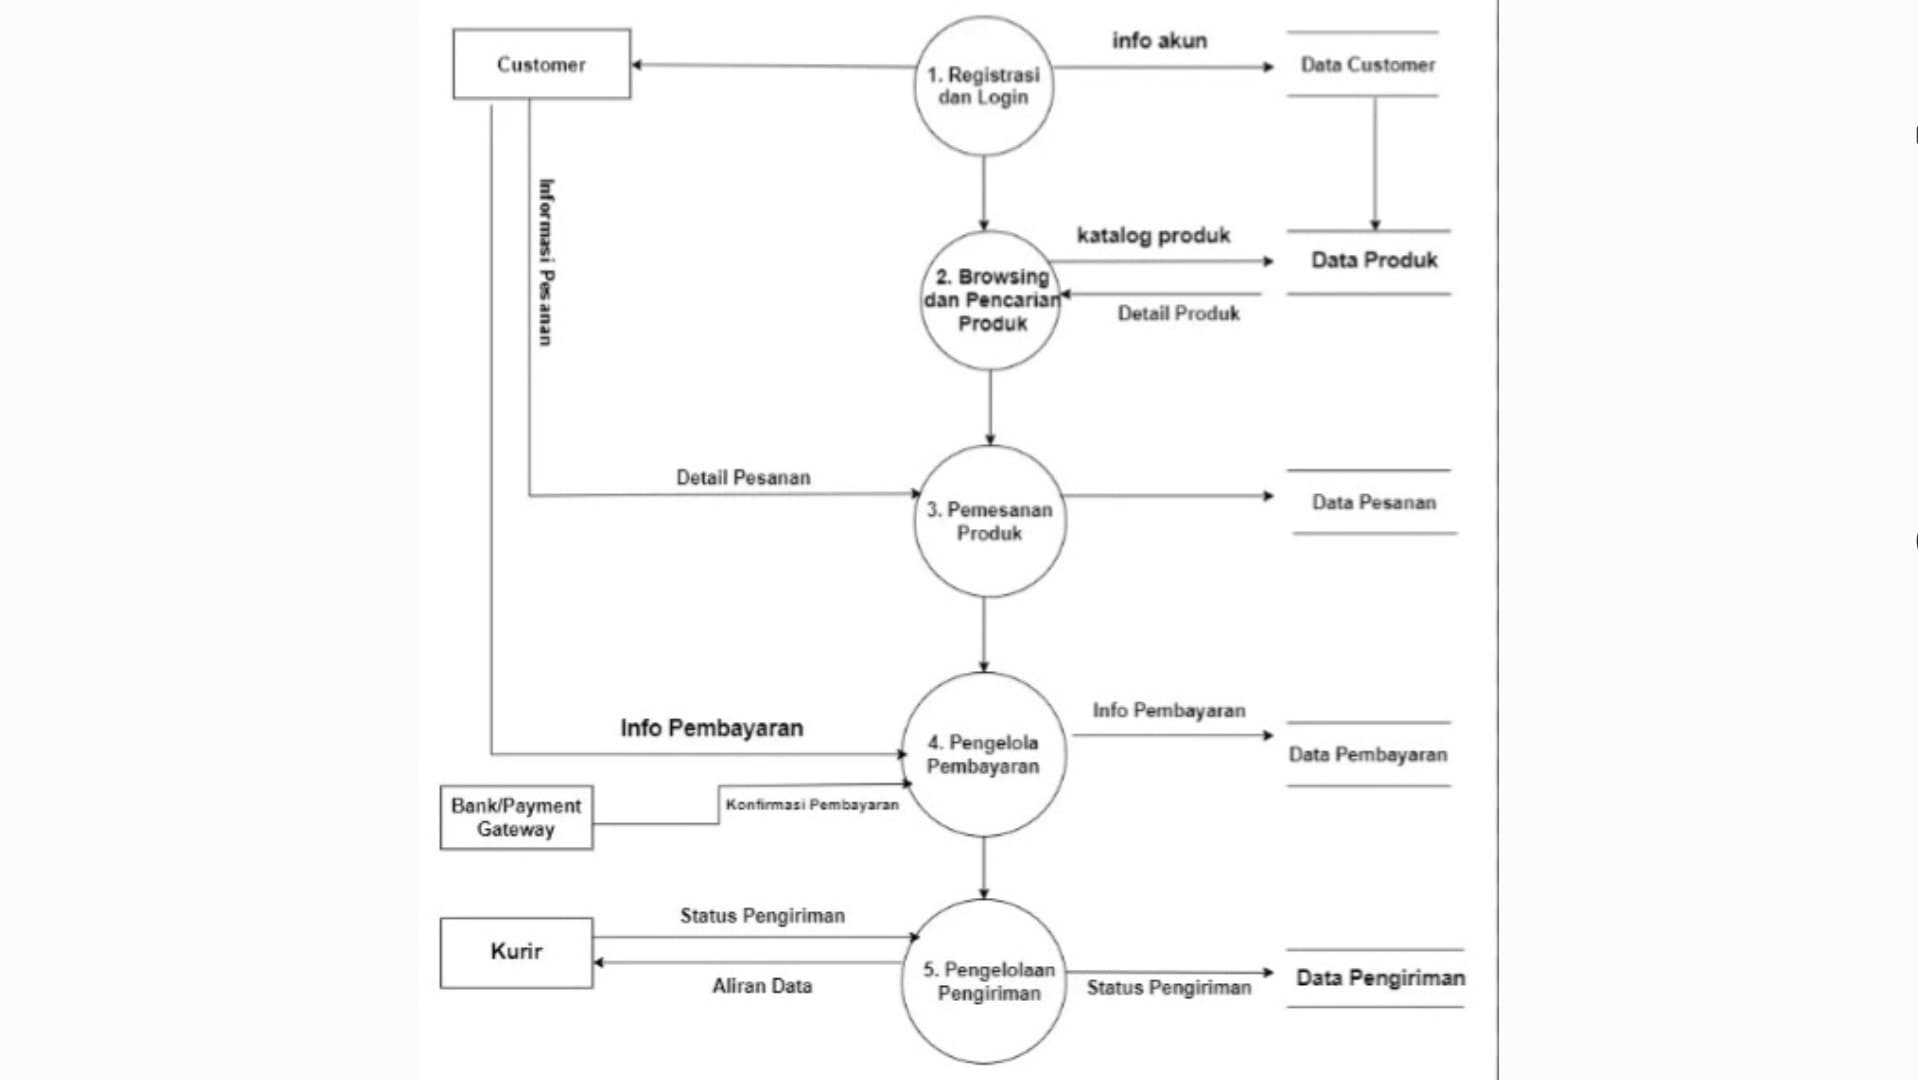 Customer
info akun
Data Customer
1. Registrasi
dan Login
Informasi Pesanan
katalog produk
Data Produk
2. Browsing
dan Pencarian
Produk
Detail Produk
Detail Pesanan
3. Pemesanan
Produk
Data Pesanan
Info Pembayaran
Info Pembayaran
4. Pengelola
Pembayaran
Data Pembayaran
Bank/Payment
Gateway
Konfirmasi Pembayaran
Status Pengiriman
Kurir
Aliran Data
5. Pengelolaan
Pengiriman
Status Pengiriman
Data Pengiriman